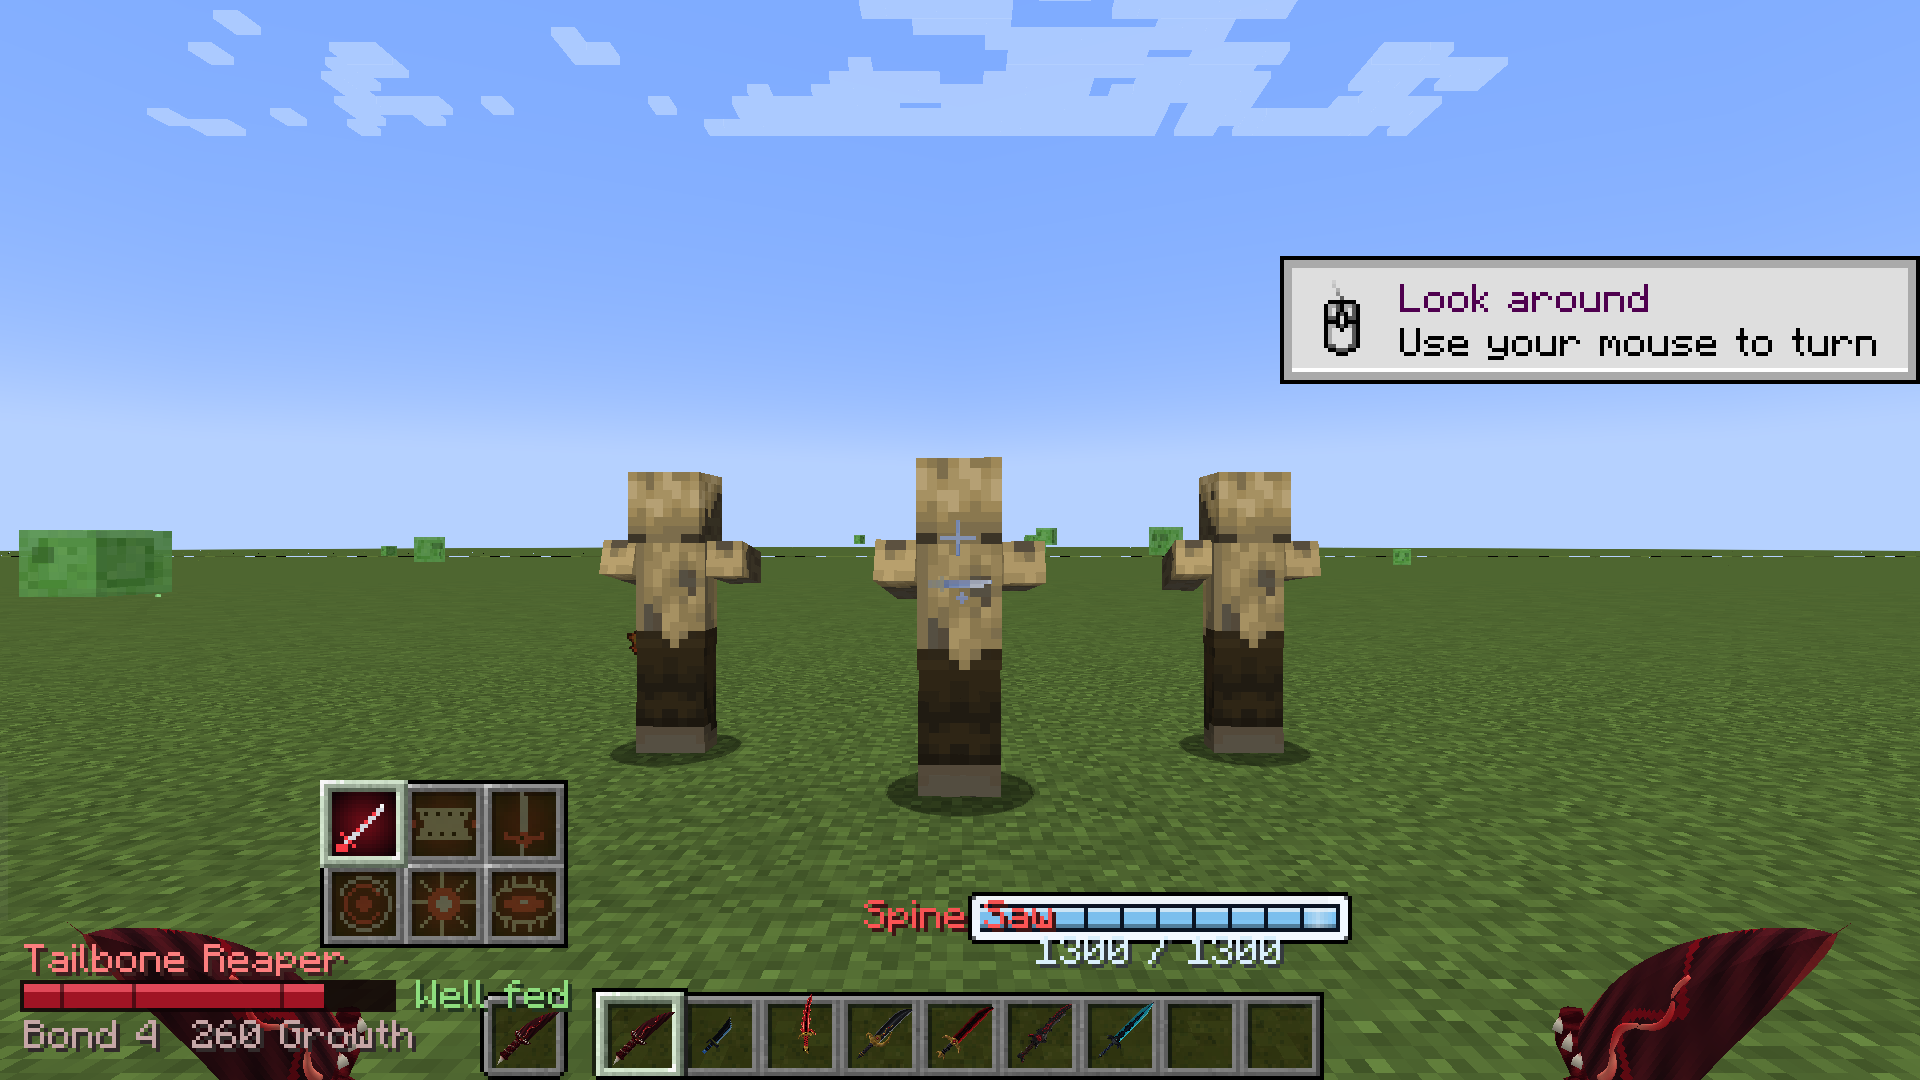 Look around
Use your mouse to turn
Spine Saw
1300 / 1300
Tailbone Reaper
Well fed
Bond 4 260 Growth